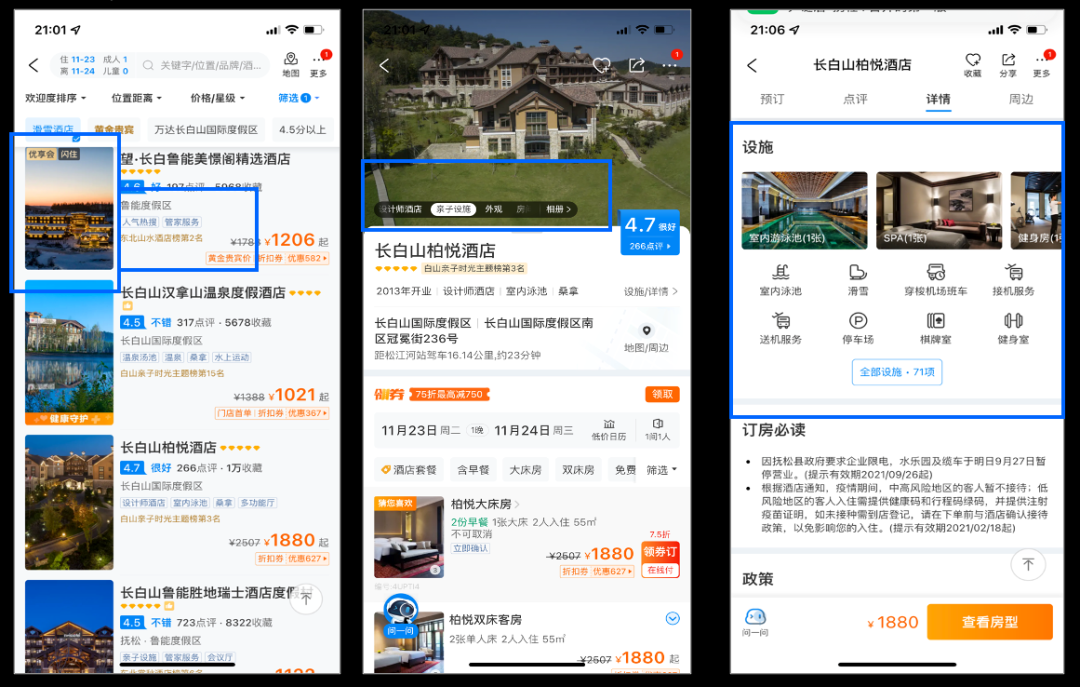 21:01
住 11-23 成人 1
离 11-24 儿童 0
关键字/位置/品牌/酒...
地图
更多
1
欢迎度排序
位置距离
价格/星级
筛选 1
滑雪酒店
黄金贵宾
万达长白山国际度假区
4.5分以上
优享会 闪住
望·长白鲁能美憬阁精选酒店
4.6 好 197点评 · 5968收藏
鲁能度假区
人气热搜 管家服务
东北山水酒店榜第2名
¥1788 ¥1206 起
黄金贵宾价 折扣券 优惠582
长白山汉拿山温泉度假酒店
4.5 不错 317点评 · 5678收藏
长白山国际度假区
温泉汤池 温泉 桑拿 水上运动
白山亲子时光主题榜第15名
¥1388 ¥1021 起
门店首单 折扣券 优惠367
健康守护
长白山柏悦酒店
4.7 很好 266点评 · 1万收藏
长白山国际度假区
设计师酒店 室内泳池 桑拿 多功能厅
白山亲子时光主题榜第3名
¥2507 ¥1880 起
折扣券 优惠627
长白山鲁能胜地瑞士酒店度假
4.5 不错 723点评 · 8322收藏
抚松 · 鲁能度假区
亲子设施 管家服务 会议厅
21:01
1
设计师酒店
亲子设施
外观
房
相册 >
4.7 很好
266点评
长白山柏悦酒店
白山亲子时光主题榜第3名
2013年开业 | 设计师酒店 | 室内泳池 | 桑拿
设施/详情 >
长白山国际度假区 | 长白山国际度假区南
区冠冕街236号
距松江河站驾车16.14公里,约23分钟
地图/周边
75折最高减750
领取
11月23日 周二 1晚 11月24日 周三
低价日历
1间1人
酒店套餐
含早餐
大床房
双床房
免费
筛选
猜您喜欢
柏悦大床房 >
2份早餐 1张大床 2人入住 55㎡
不可取消
立即确认
7.5折
¥2507 ¥1880
领券订
在线付
折扣券 优惠627
问一问
柏悦双床客房
2张单人床 2人入住 55㎡
¥2507 ¥1880 起
21:06
长白山柏悦酒店
收藏
分享
更多
1
预订
点评
详情
周边
设施
室内游泳池(1张)
SPA(1张)
健身房(1
室内泳池
滑雪
穿梭机场班车
接机服务
送机服务
停车场
棋牌室
健身室
全部设施 · 71项
订房必读
• 因抚松县政府要求企业限电，水乐园及缆车于明日9月27日暂
停营业。(提示有效期2021/09/26起)
• 根据酒店通知，疫情期间，中高风险地区的客人暂不接待；低
风险地区的客人入住需提供健康码和行程码绿码，并提供注射
疫苗证明，如未接种需到店登记。请在下单前与酒店确认接待
政策，以免影响您的入住。(提示有效期2021/02/18起)
政策
问一问
¥1880
查看房型